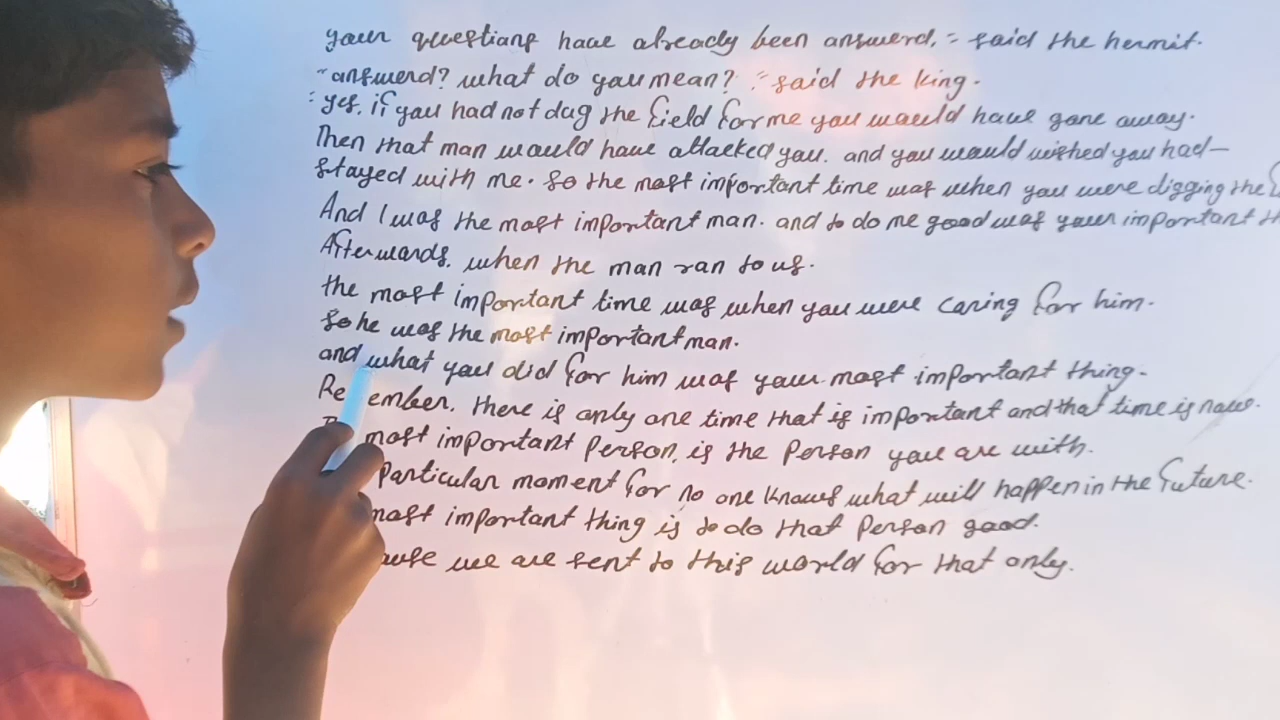 your questions have already been answerd." said the hermit.
"answerd? what do you mean? " said the king.
"yes. if you had not dug the field for me you would have gone away.
Then that man would have attacked you. and you would wished you had-
stayed with me. so the most important time was when you were digging the
And I was the most important man. and to do me good was your important
Afterwards. when the man ran to us.
the most important time was when you were caring for him.
so he was the most important man.
and what you did for him was your most important thing.
Re ember. there is only one time that is important and that time is now.
most important Person. is the Person you are with.
Particular moment for no one knows what will happen in the future.
most important thing is to do that Person good.
ause we are sent to this world for that only.